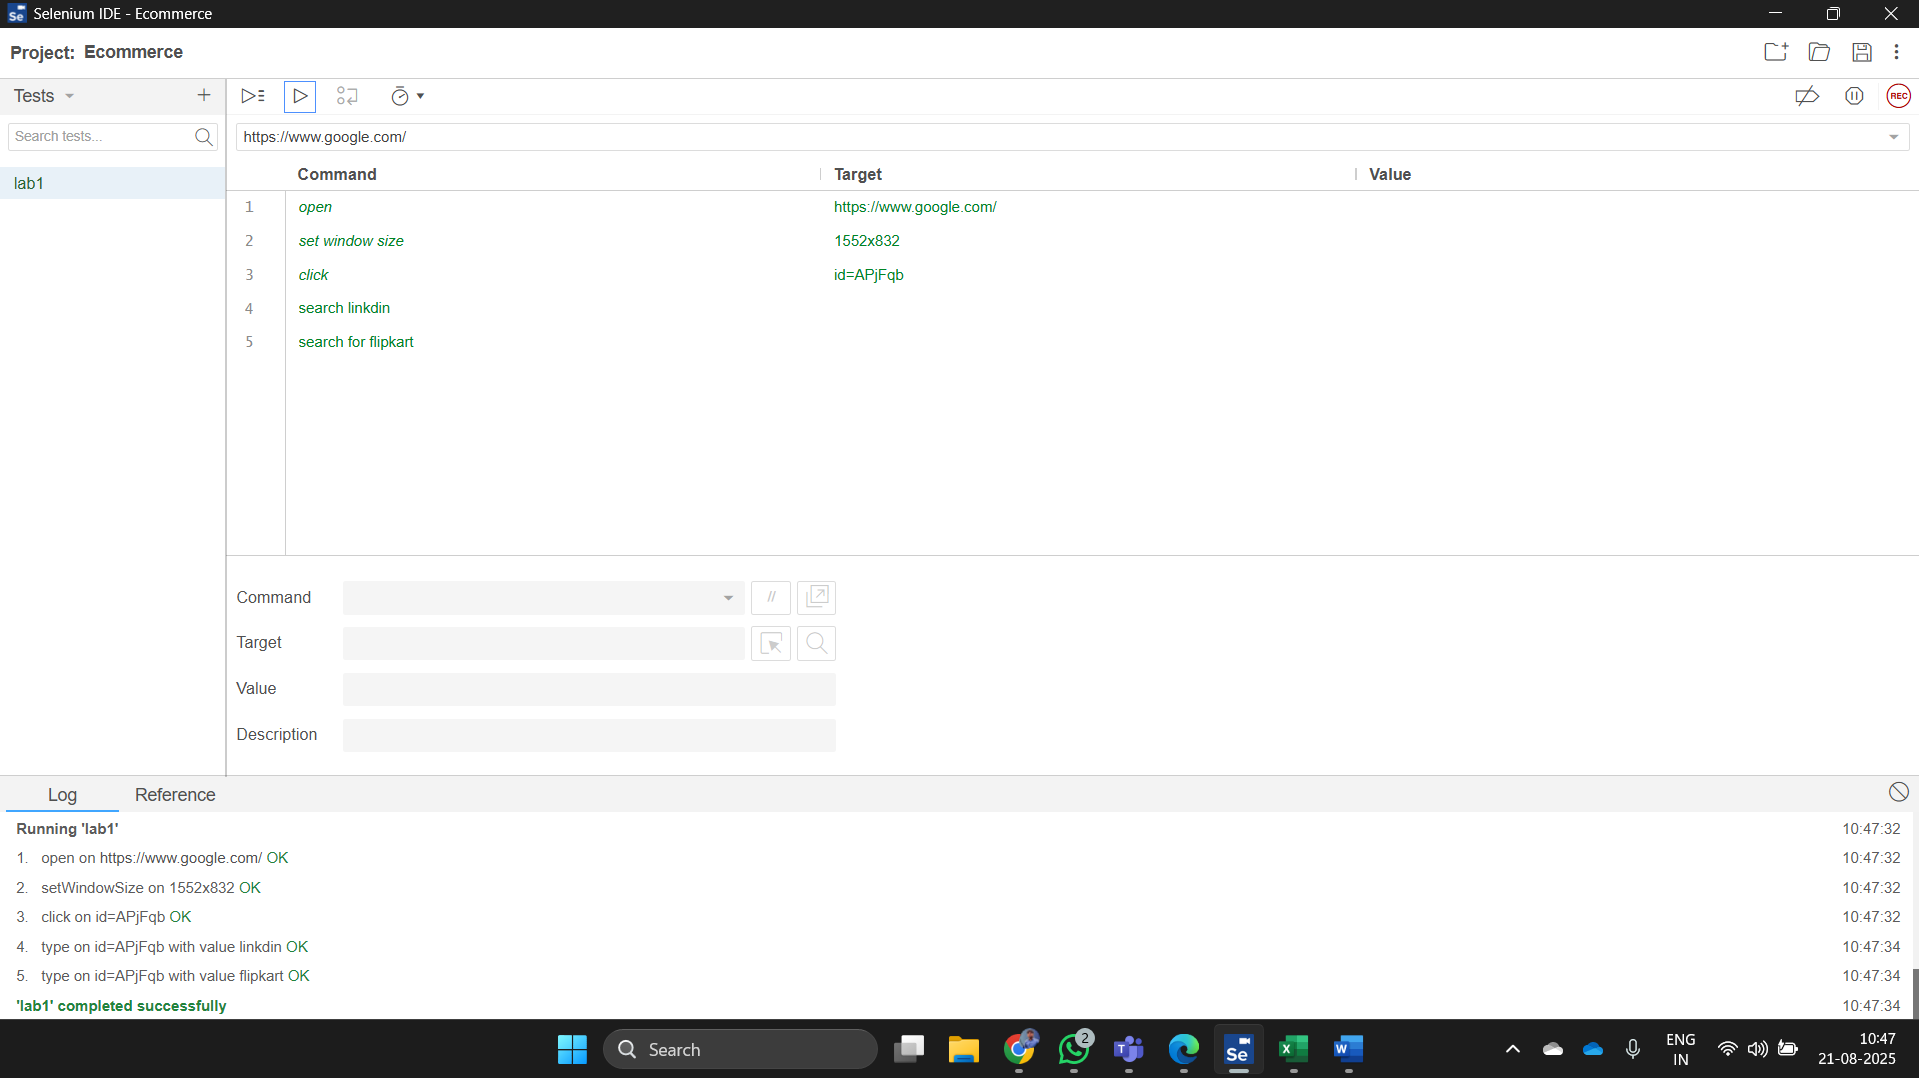 Se Selenium IDE - Ecommerce
Project: Ecommerce
Tests
Search tests...
lab1
REC
https://www.google.com/
Command Target Value
1 open https://www.google.com/
2 set window size 1552x832
3 click id=APjFqb
4 search linkdin
5 search for flipkart
Command //
Target
Value
Description
Log Reference
Running 'lab1' 10:47:32
1. open on https://www.google.com/ OK 10:47:32
2. setWindowSize on 1552x832 OK 10:47:32
3. click on id=APjFqb OK 10:47:32
4. type on id=APjFqb with value linkdin OK 10:47:34
5. type on id=APjFqb with value flipkart OK 10:47:34
'lab1' completed successfully 10:47:34
Search 2 T Se X W ENG 10:47
IN 21-08-2025